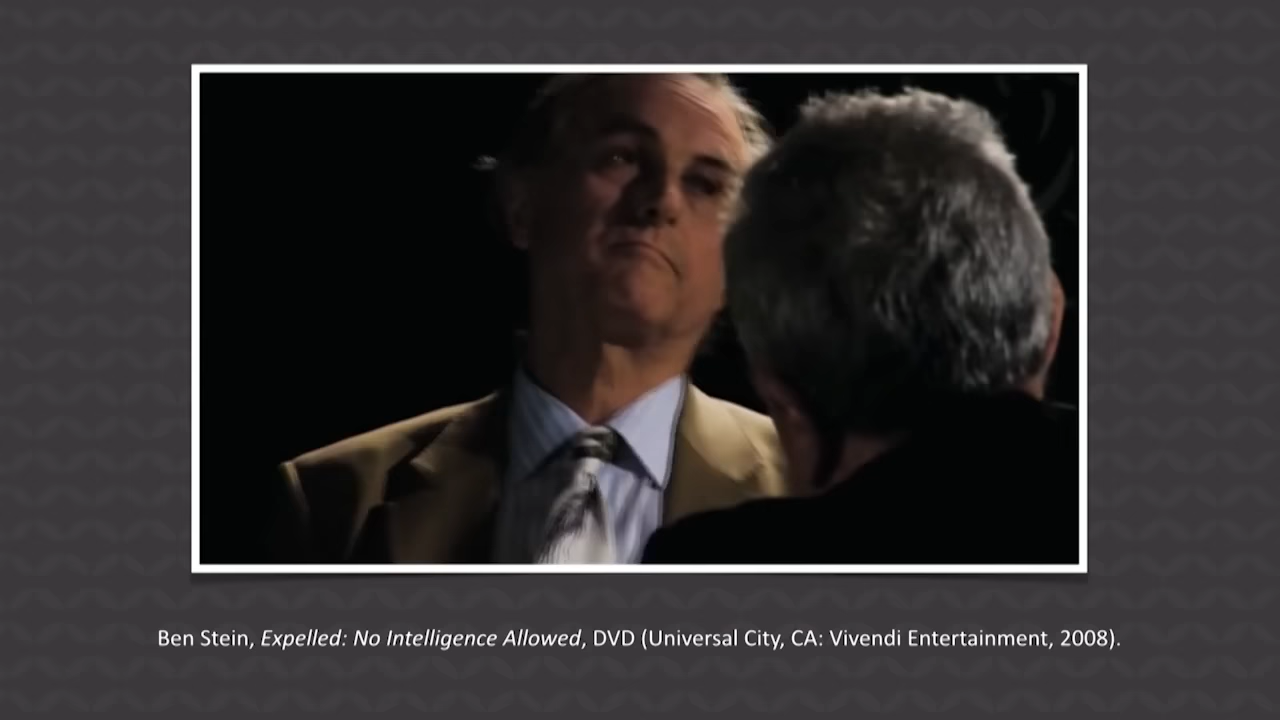 Ben Stein, Expelled: No Intelligence Allowed, DVD (Universal City, CA: Vivendi Entertainment, 2008).